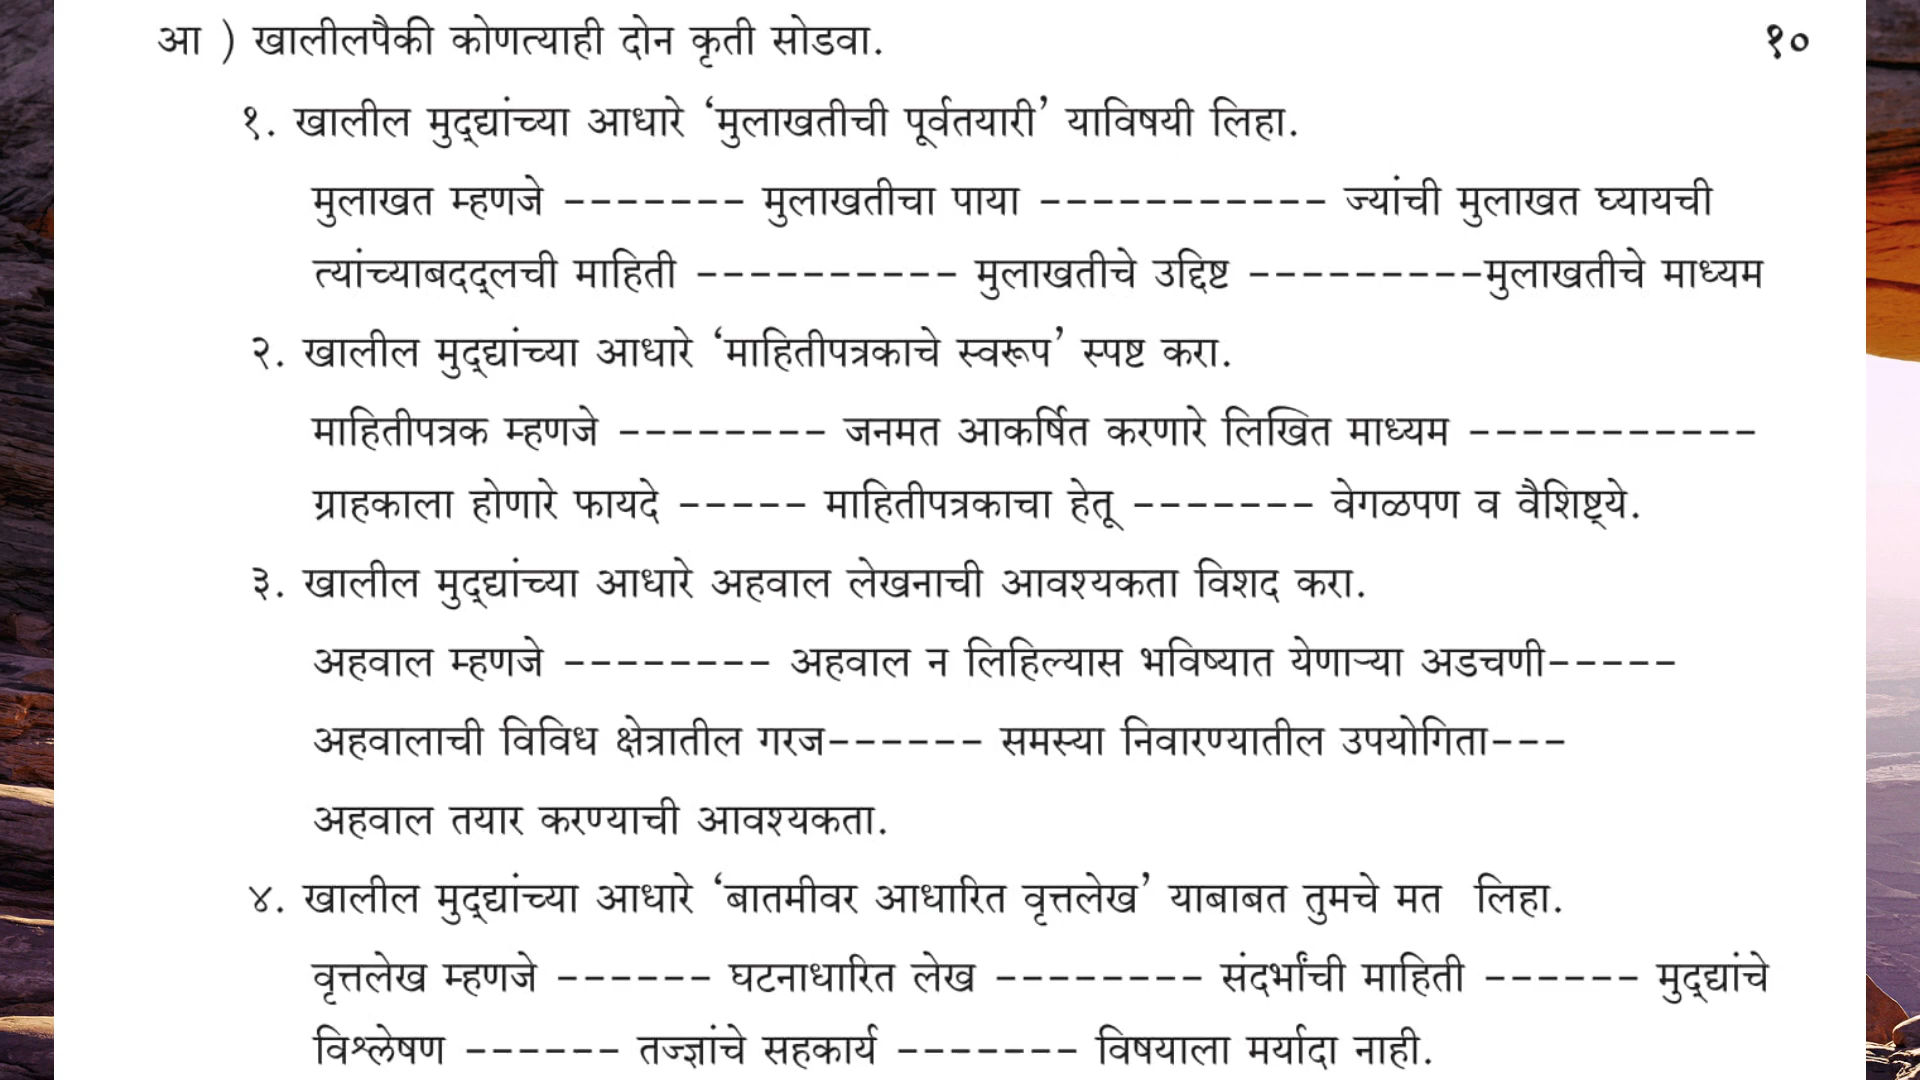 आ ) खालीलपैकी कोणत्याही दोन कृती सोडवा. १०
१. खालील मुद्‌द्यांच्या आधारे ‘मुलाखतीची पूर्वतयारी’ याविषयी लिहा.
मुलाखत म्हणजे ------- मुलाखतीचा पाया ----------- ज्यांची मुलाखत घ्यायची
त्यांच्याबदद्‌लची माहिती ---------- मुलाखतीचे उद्दिष्ट ---------मुलाखतीचे माध्यम
२. खालील मुद्‌द्यांच्या आधारे ‘माहितीपत्रकाचे स्वरूप’ स्पष्ट करा.
माहितीपत्रक म्हणजे -------- जनमत आकर्षित करणारे लिखित माध्यम -----------
ग्राहकाला होणारे फायदे ----- माहितीपत्रकाचा हेतू ------- वेगळपण व वैशिष्ट्ये.
३. खालील मुद्‌द्यांच्या आधारे अहवाल लेखनाची आवश्यकता विशद करा.
अहवाल म्हणजे -------- अहवाल न लिहिल्यास भविष्यात येणाऱ्या अडचणी-----
अहवालाची विविध क्षेत्रातील गरज------ समस्या निवारण्यातील उपयोगिता---
अहवाल तयार करण्याची आवश्यकता.
४. खालील मुद्‌द्यांच्या आधारे ‘बातमीवर आधारित वृत्तलेख’ याबाबत तुमचे मत लिहा.
वृत्तलेख म्हणजे ------ घटनाधारित लेख -------- संदर्भांची माहिती ------ मुद्‌द्यांचे
विश्लेषण ------ तज्ज्ञांचे सहकार्य ------- विषयाला मर्यादा नाही.